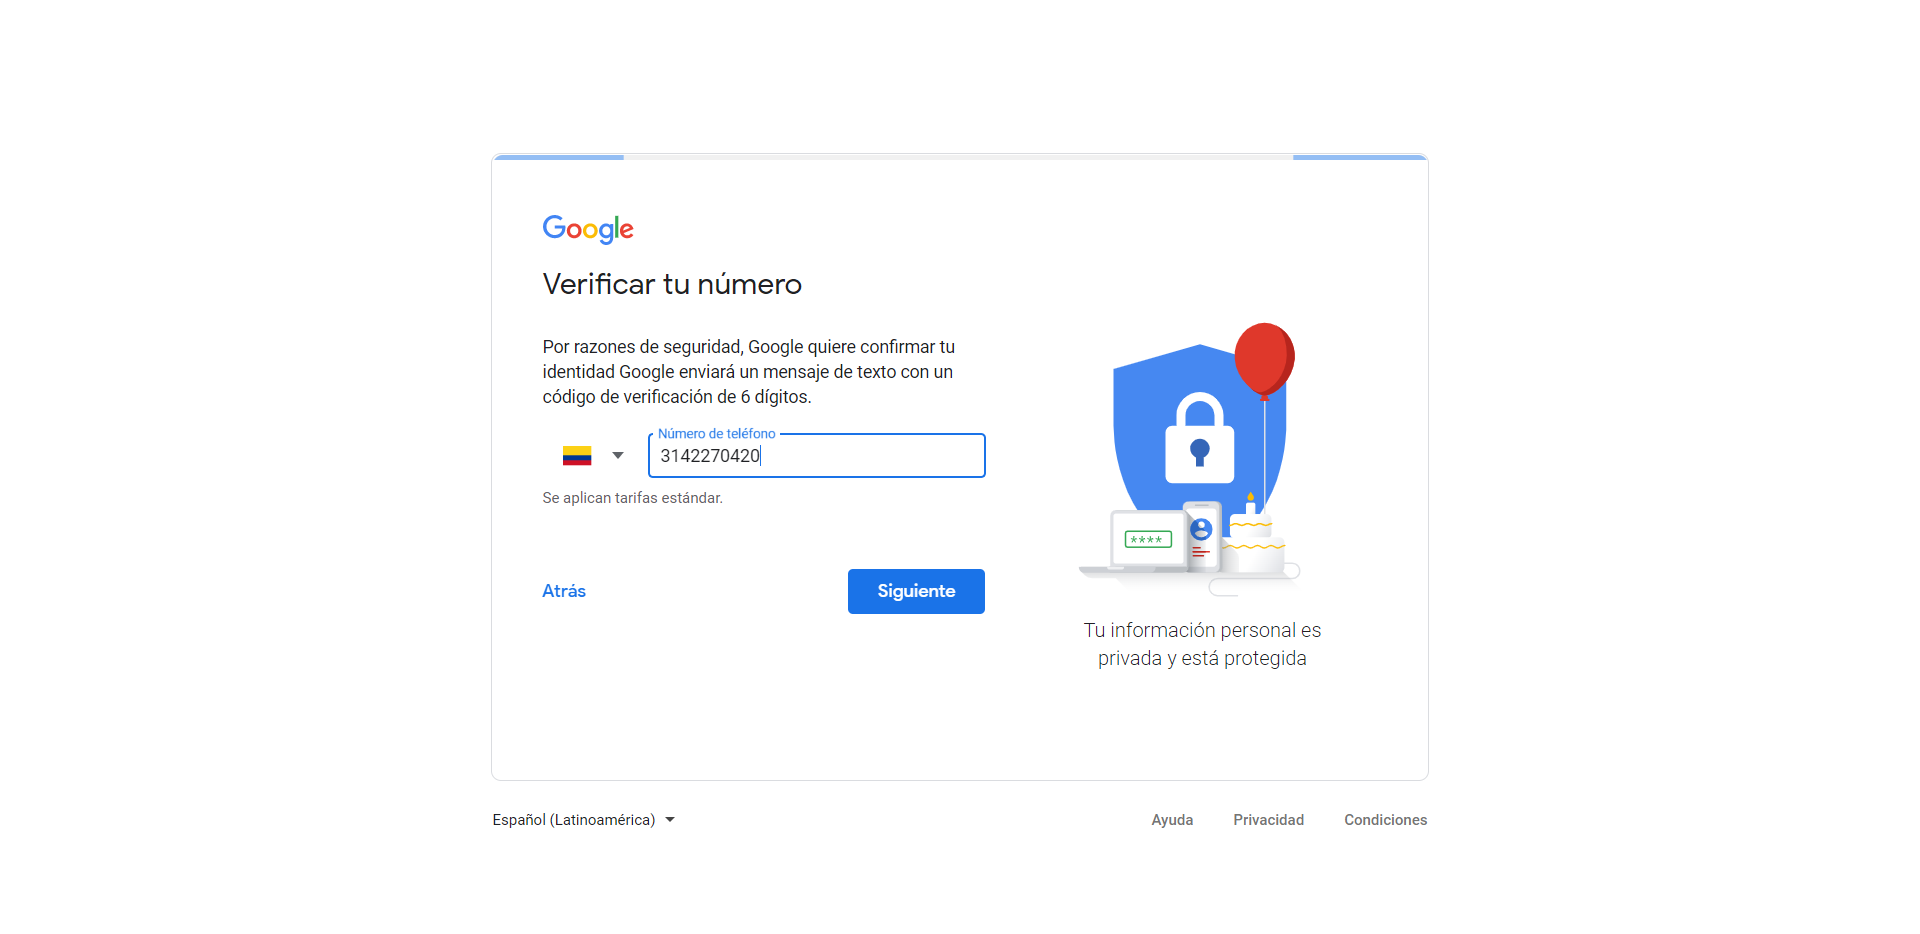 Google
Verificar tu número
Por razones de seguridad, Google quiere confirmar tu
identidad Google enviará un mensaje de texto con un
código de verificación de 6 dígitos.
Número de teléfono
3142270420
Se aplican tarifas estándar.
Atrás
Siguiente
****
Tu información personal es
privada y está protegida
Español (Latinoamérica)
Ayuda
Privacidad
Condiciones